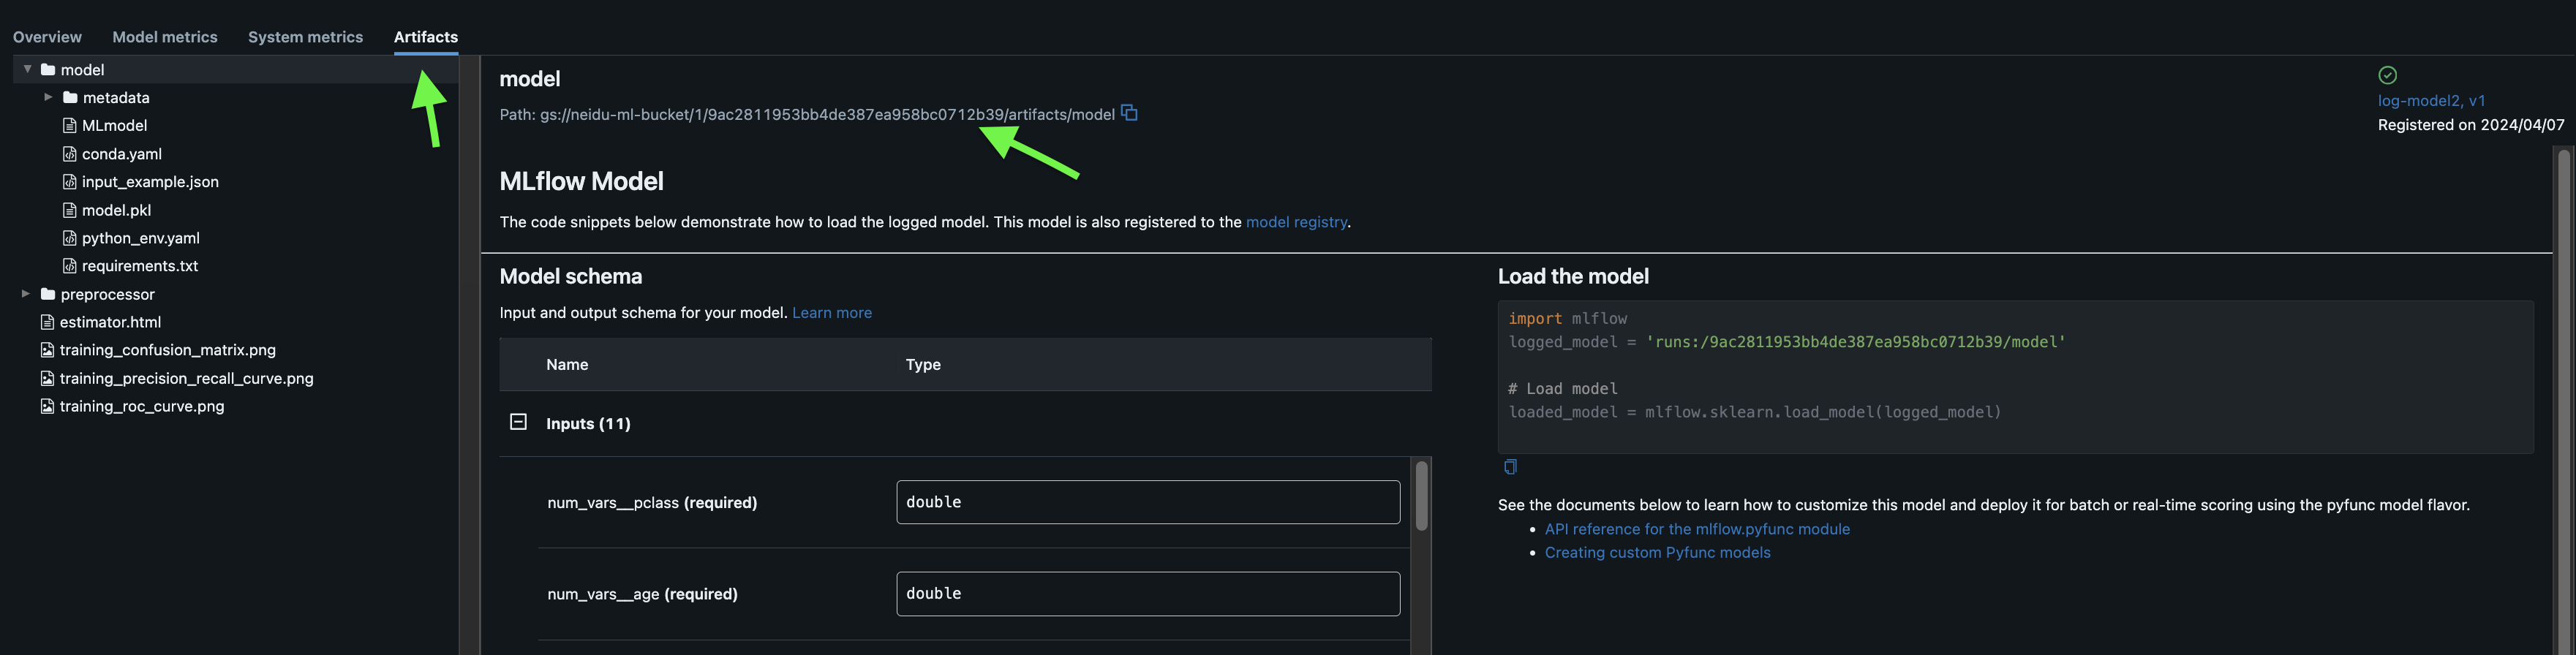 Overview Model metrics System metrics Artifacts
model
metadata
MLmodel
conda.yaml
input_example.json
model.pkl
python_env.yaml
requirements.txt
preprocessor
estimator.html
training_confusion_matrix.png
training_precision_recall_curve.png
training_roc_curve.png
model
Path: gs://neidu-ml-bucket/1/9ac2811953bb4de387ea958bc0712b39/artifacts/model
log-model2, v1
Registered on 2024/04/07
MLflow Model
The code snippets below demonstrate how to load the logged model. This model is also registered to the model registry.
Model schema
Input and output schema for your model. Learn more
Name Type
Inputs (11)
num_vars__pclass (required) double
num_vars__age (required) double
Load the model
import mlflow
logged_model = 'runs:/9ac2811953bb4de387ea958bc0712b39/model'
# Load model
loaded_model = mlflow.sklearn.load_model(logged_model)
See the documents below to learn how to customize this model and deploy it for batch or real-time scoring using the pyfunc model flavor.
API reference for the mlflow.pyfunc module
Creating custom Pyfunc models